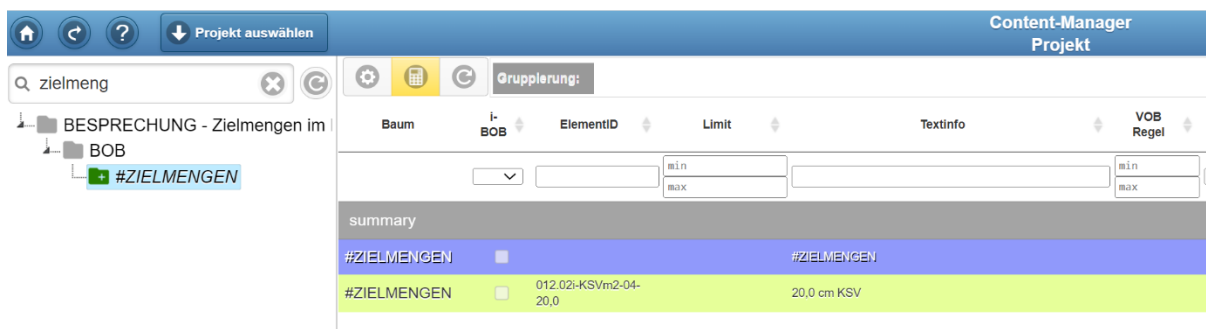 Content-Manager
Projekt
? Projekt auswählen
zielmeng
Gruppierung:
BESPRECHUNG - Zielmengen im
BOB
#ZIELMENGEN
Baum
i-
BOB
ElementID
Limit
Textinfo
VOB
Regel
min
max
min
max
summary
#ZIELMENGEN #ZIELMENGEN
#ZIELMENGEN 012.02i-KSVm2-04-
20,0 20,0 cm KSV